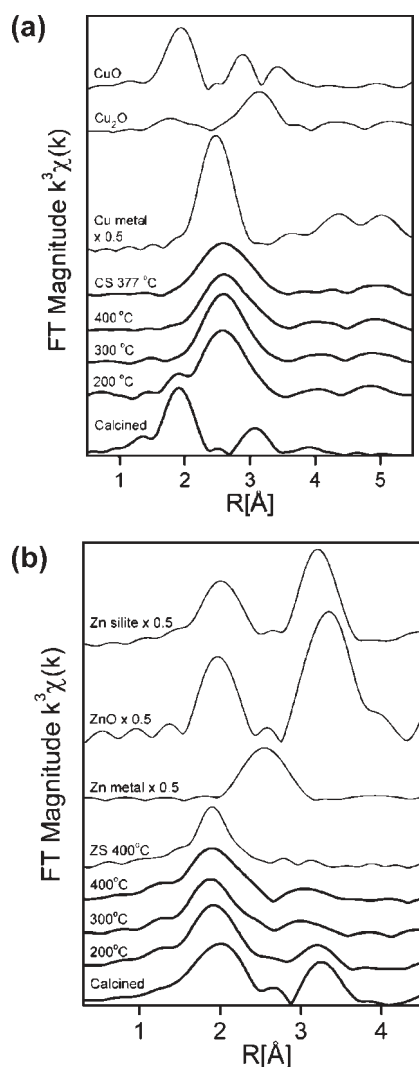 (a)
CuO
Cu₂O
Cu metal
x 0.5
CS 377 °C
400 °C
300 °C
200 °C
Calcined
FT Magnitude k³χ(k)
1 2 3 4 5
R[Å]
(b)
Zn silite x 0.5
ZnO x 0.5
Zn metal x 0.5
ZS 400°C
400°C
300°C
200°C
Calcined
FT Magnitude k³χ(k)
1 2 3 4
R[Å]